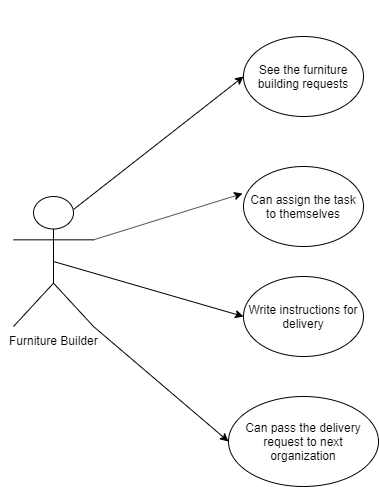 See the furniture
building requests
Can assign the task
to themselves
Write instructions for
delivery
Furniture Builder
Can pass the delivery
request to next
organization